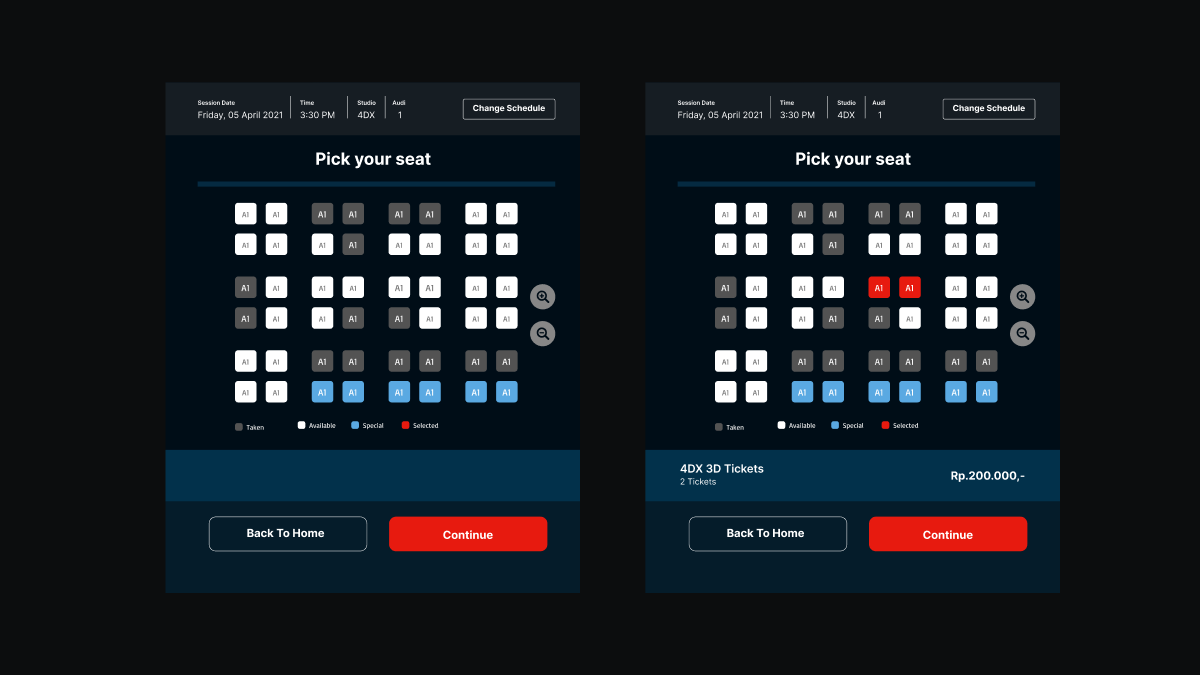 Session Date Time Studio Audi
Friday, 05 April 2021 3:30 PM 4DX 1
Change Schedule
Pick your seat
A1 A1 A1 A1 A1 A1 A1 A1
A1 A1 A1 A1 A1 A1 A1 A1
A1 A1 A1 A1 A1 A1 A1 A1
A1 A1 A1 A1 A1 A1 A1 A1
A1 A1 A1 A1 A1 A1 A1 A1
A1 A1 A1 A1 A1 A1 A1 A1
Taken Available Special Selected
Back To Home Continue
Session Date Time Studio Audi
Friday, 05 April 2021 3:30 PM 4DX 1
Change Schedule
Pick your seat
A1 A1 A1 A1 A1 A1 A1 A1
A1 A1 A1 A1 A1 A1 A1 A1
A1 A1 A1 A1 A1 A1 A1 A1
A1 A1 A1 A1 A1 A1 A1 A1
A1 A1 A1 A1 A1 A1 A1 A1
A1 A1 A1 A1 A1 A1 A1 A1
Taken Available Special Selected
4DX 3D Tickets
2 Tickets
Rp.200.000,-
Back To Home Continue